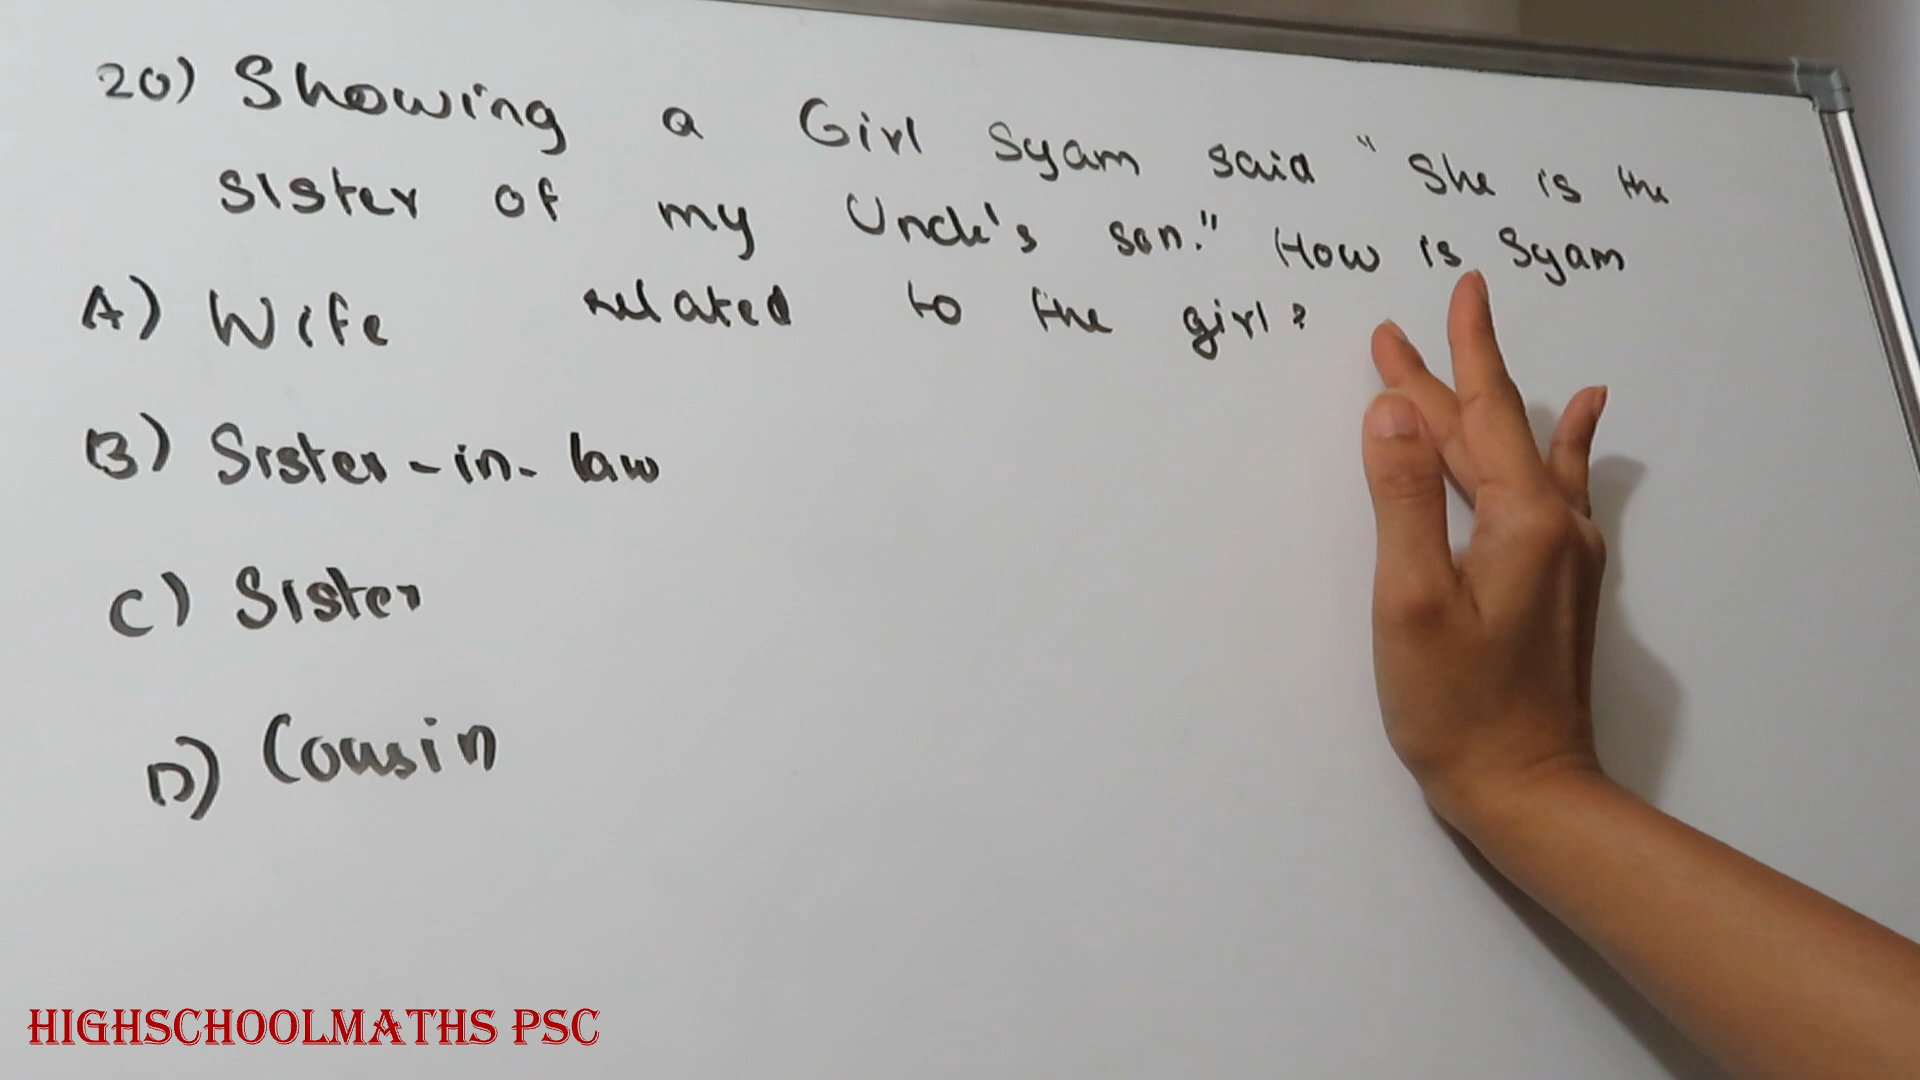 20) Showing a Girl Syam said " She is the
sister of my Uncle's son." How is Syam
related to the girl?
A) Wife
B) Sister-in-law
C) Sister
D) Cousin
HIGHSCHOOLMATHS PSC